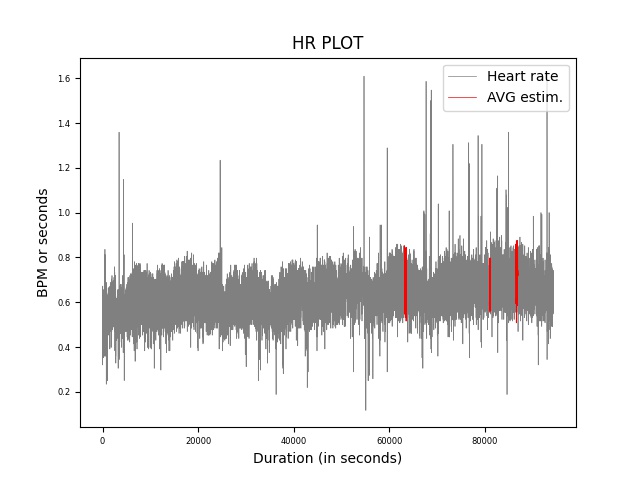 HR PLOT
Heart rate
AVG estim.
BPM or seconds
1.6
1.4
1.2
1.0
0.8
0.6
0.4
0.2
0
20000
40000
60000
80000
Duration (in seconds)